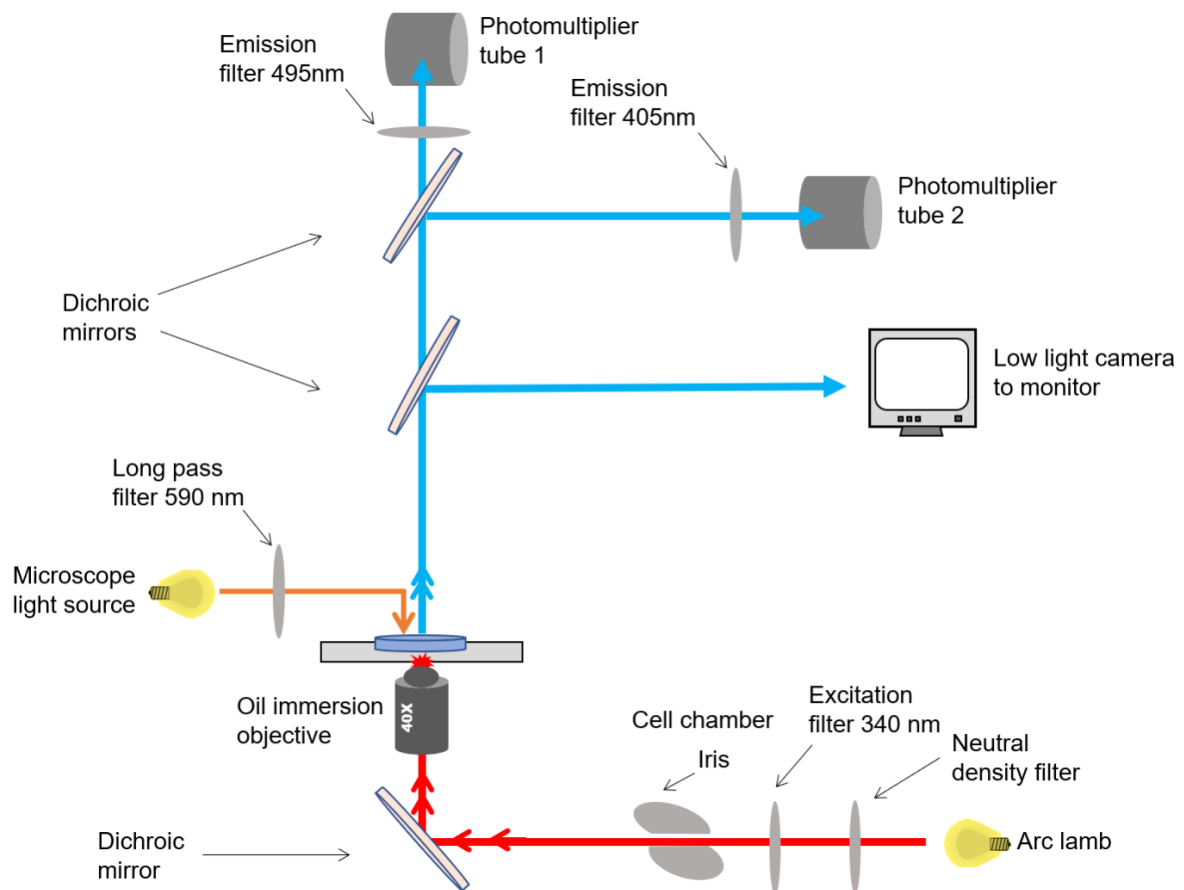 Photomultiplier
tube 1
Emission
filter 495nm
Emission
filter 405nm
Photomultiplier
tube 2
Dichroic
mirrors
Low light camera
to monitor
Long pass
filter 590 nm
Microscope
light source
Oil immersion
objective
40X
Cell chamber
Iris
Excitation
filter 340 nm
Neutral
density filter
Arc lamb
Dichroic
mirror